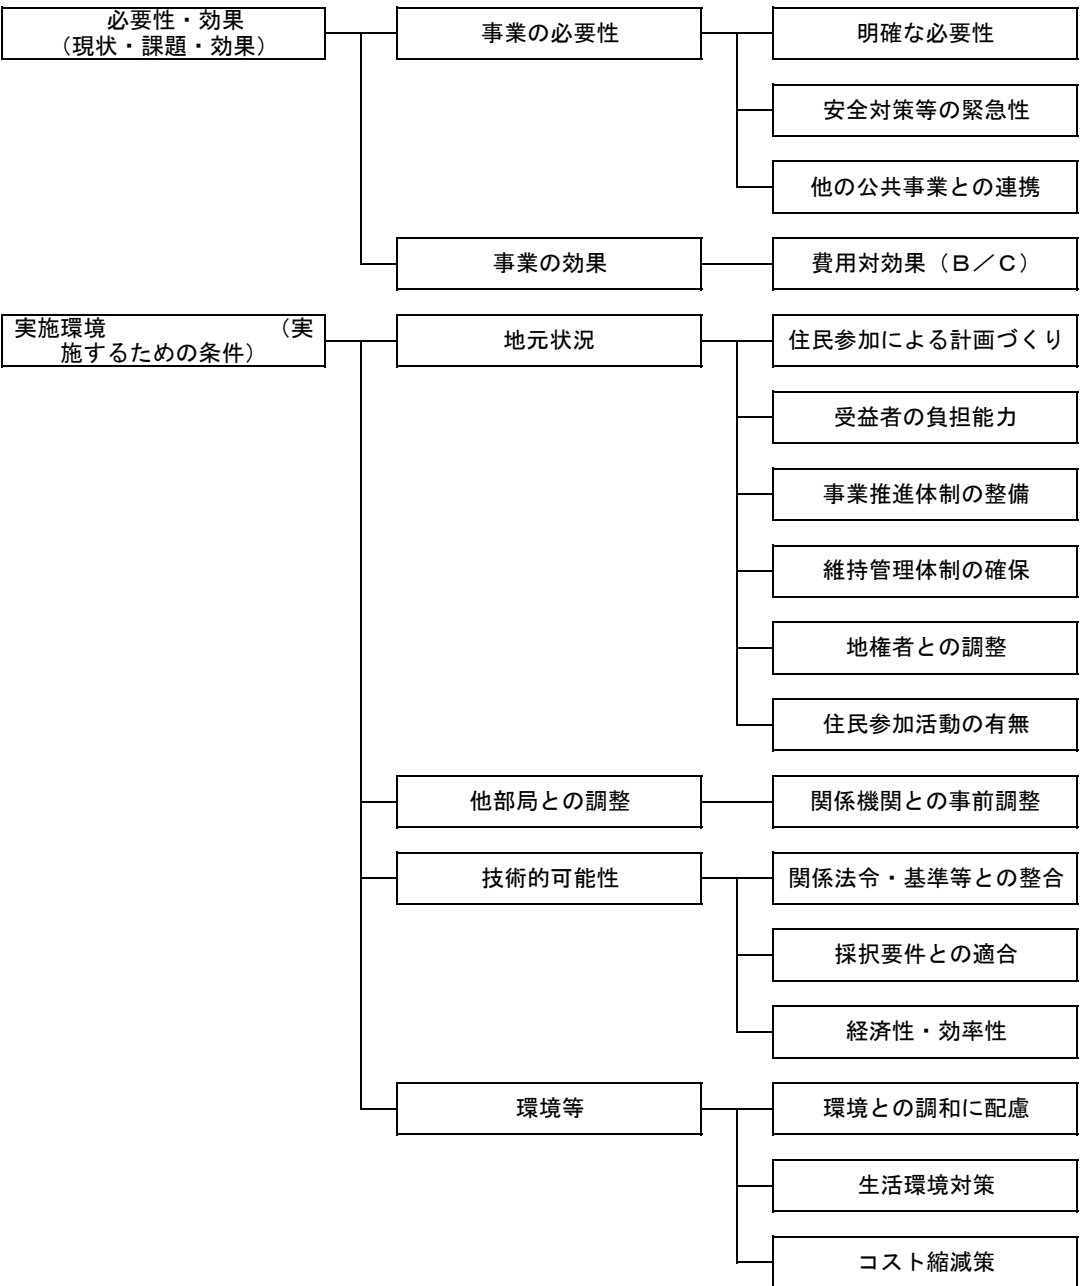 必要性・効果
（現状・課題・効果）
事業の必要性
明確な必要性
安全対策等の緊急性
他の公共事業との連携
事業の効果
費用対効果（Ｂ／Ｃ）
実施環境　　　　　　　（実
施するための条件）
地元状況
住民参加による計画づくり
受益者の負担能力
事業推進体制の整備
維持管理体制の確保
地権者との調整
住民参加活動の有無
他部局との調整
関係機関との事前調整
技術的可能性
関係法令・基準等との整合
採択要件との適合
経済性・効率性
環境等
環境との調和に配慮
生活環境対策
コスト縮減策